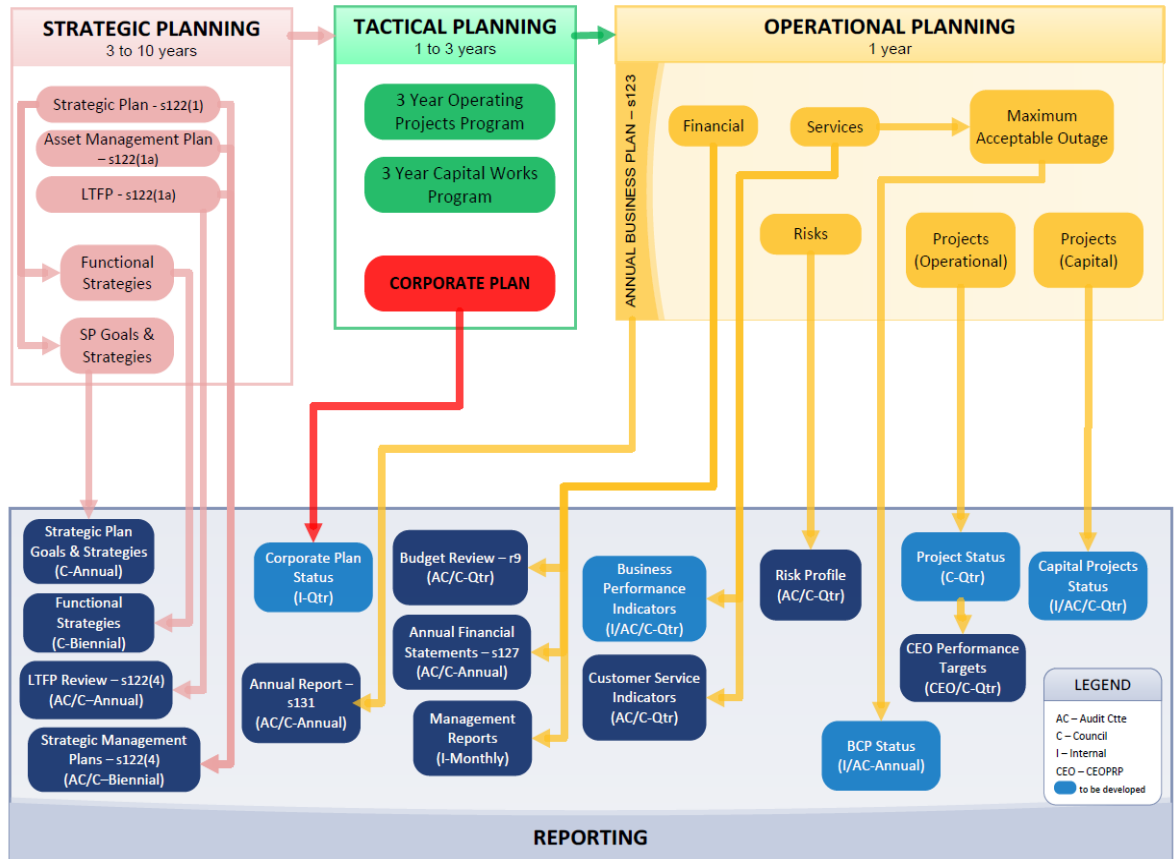 STRATEGIC PLANNING
3 to 10 years
TACTICAL PLANNING
1 to 3 years
OPERATIONAL PLANNING
1 year
Strategic Plan - s122(1)
Asset Management Plan
– s122(1a)
LTFP - s122(1a)
Functional
Strategies
SP Goals &
Strategies
3 Year Operating
Projects Program
3 Year Capital Works
Program
CORPORATE PLAN
ANNUAL BUSINESS PLAN – s123
Financial
Services
Maximum
Acceptable Outage
Risks
Projects
(Operational)
Projects
(Capital)
Strategic Plan
Goals & Strategies
(C-Annual)
Functional
Strategies
(C-Biennial)
LTFP Review – s122(4)
(AC/C–Annual)
Strategic Management
Plans – s122(4)
(AC/C–Biennial)
Corporate Plan
Status
(I-Qtr)
Annual Report –
s131
(AC/C-Annual)
Budget Review – r9
(AC/C-Qtr)
Annual Financial
Statements – s127
(AC/C-Annual)
Management
Reports
(I-Monthly)
Business
Performance
Indicators
(I/AC/C-Qtr)
Customer Service
Indicators
(AC/C-Qtr)
Risk Profile
(AC/C-Qtr)
BCP Status
(I/AC-Annual)
Project Status
(C-Qtr)
CEO Performance
Targets
(CEO/C-Qtr)
Capital Projects
Status
(I/AC/C-Qtr)
LEGEND
AC – Audit Ctte
C – Council
I – Internal
CEO – CEOPRP
to be developed
REPORTING